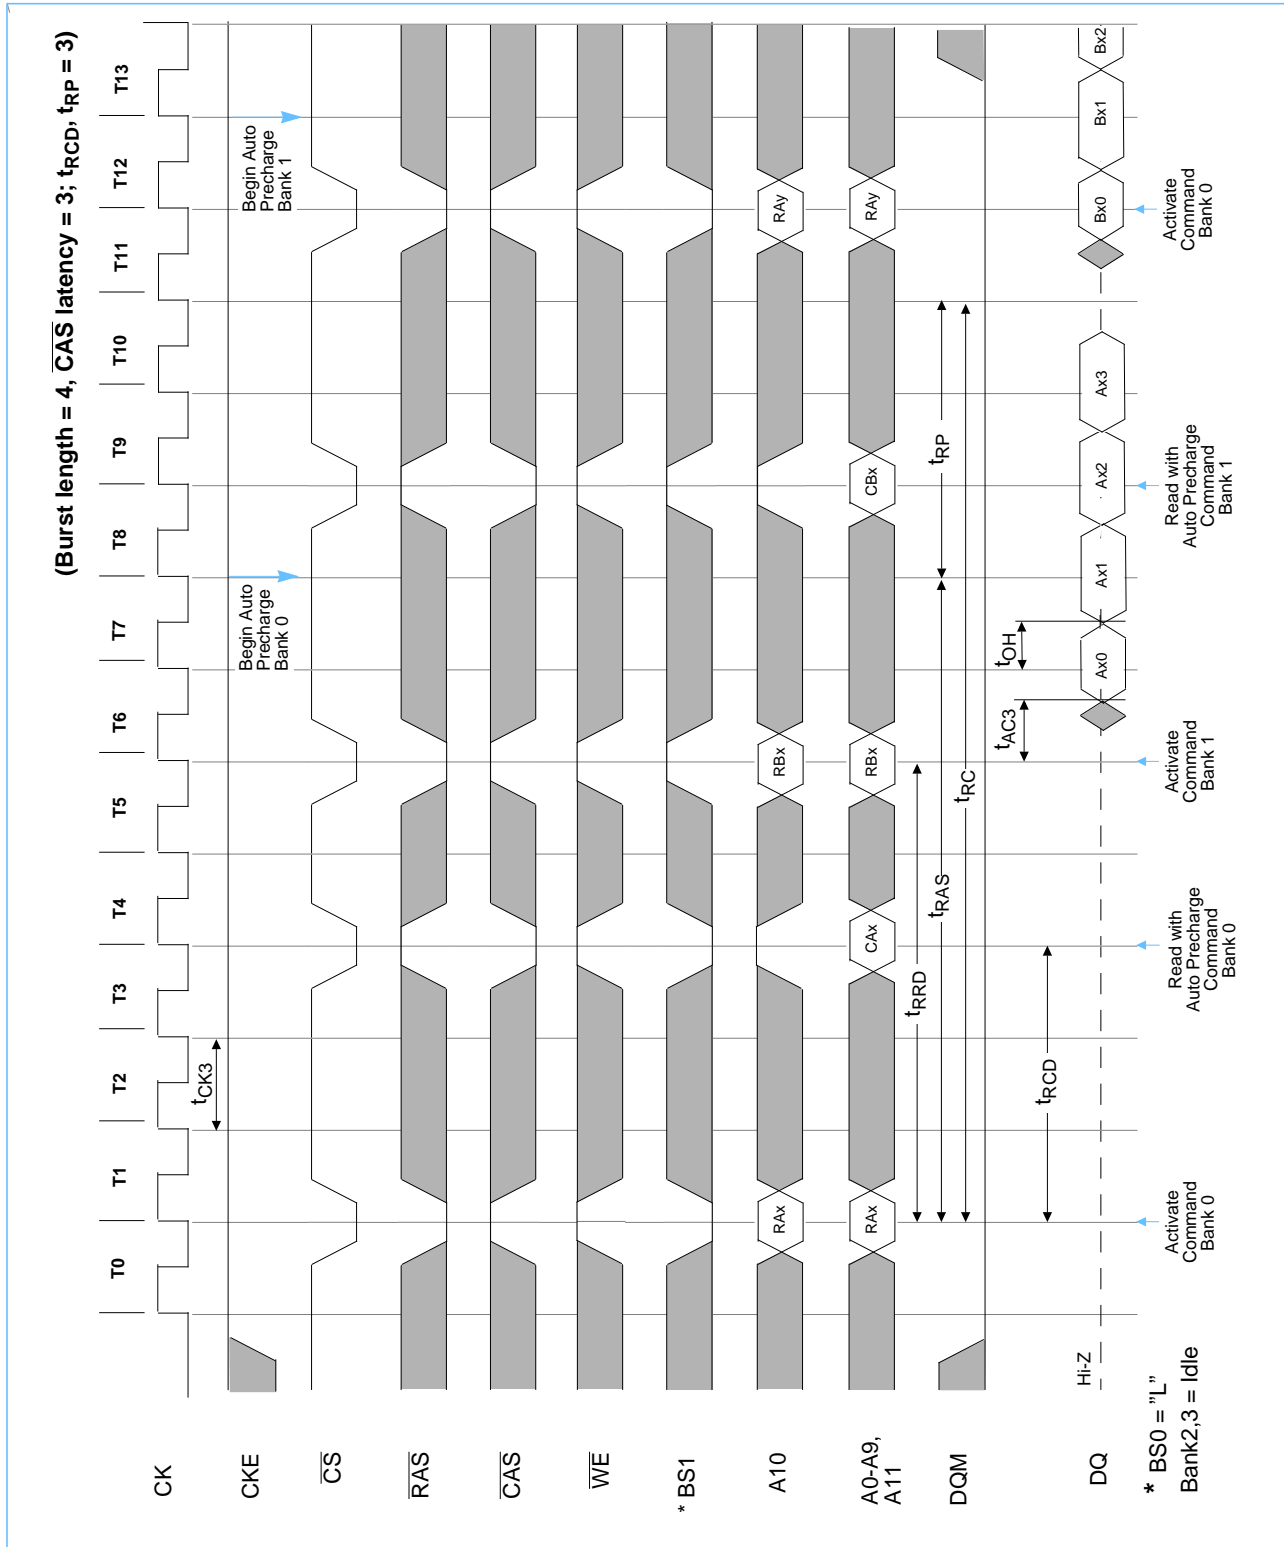 (Burst length = 4, CAS latency = 3; tRCD, tRP = 3)
T0 T1 T2 T3 T4 T5 T6 T7 T8 T9 T10 T11 T12 T13
CK
tCK3
CKE
Begin Auto
Precharge
Bank 0
Begin Auto
Precharge
Bank 1
CS
RAS
CAS
WE
* BS1
A10
RAx RBx RAy
A0-A9,
A11
RAx CAx RBx CBx RAy
tRRD
DQM
tRAS tRP
tRC
tAC3 tOH
tRCD
Hi-Z
DQ
Ax0 Ax1 Ax2 Ax3 Bx0 Bx1 Bx2
* BS0 = "L"
Bank2,3 = Idle
Activate
Command
Bank 0
Read with
Auto Precharge
Command
Bank 0
Activate
Command
Bank 1
Read with
Auto Precharge
Command
Bank 1
Activate
Command
Bank 0